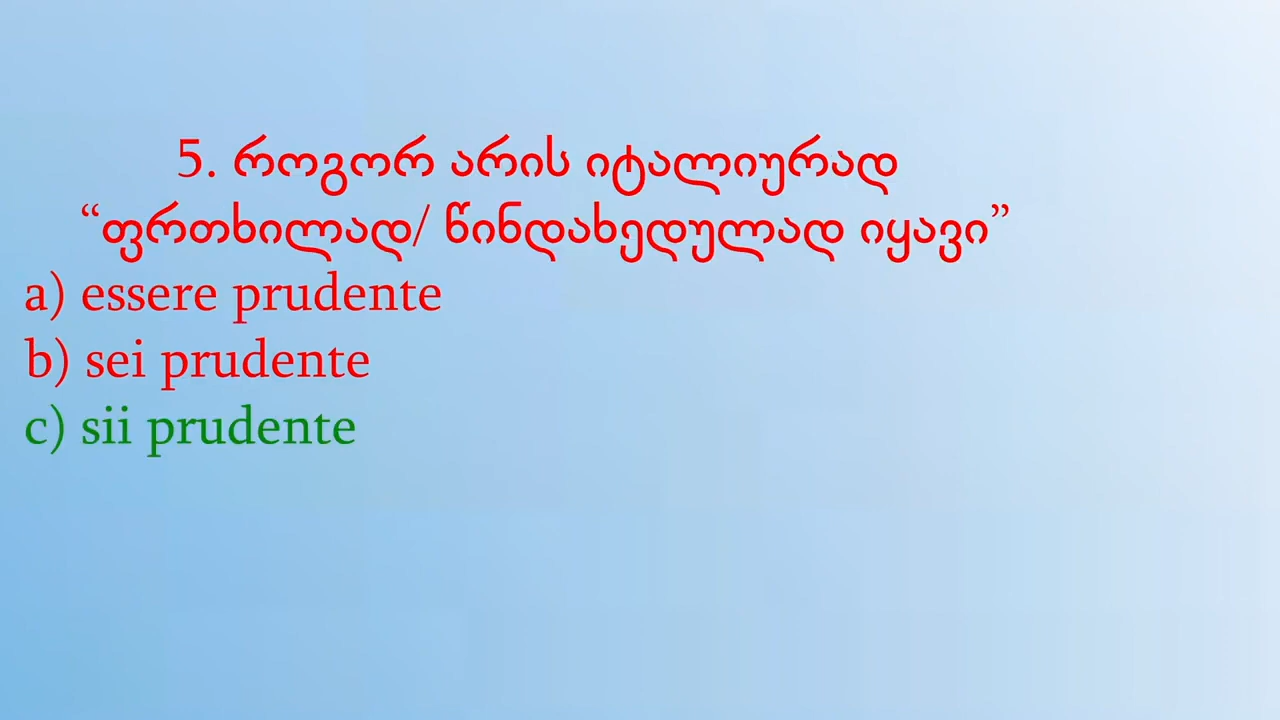 5. როგორ არის იტალიურად
“ფრთხილად/ წინდახედულად იყავი”
a) essere prudente
b) sei prudente
c) sii prudente